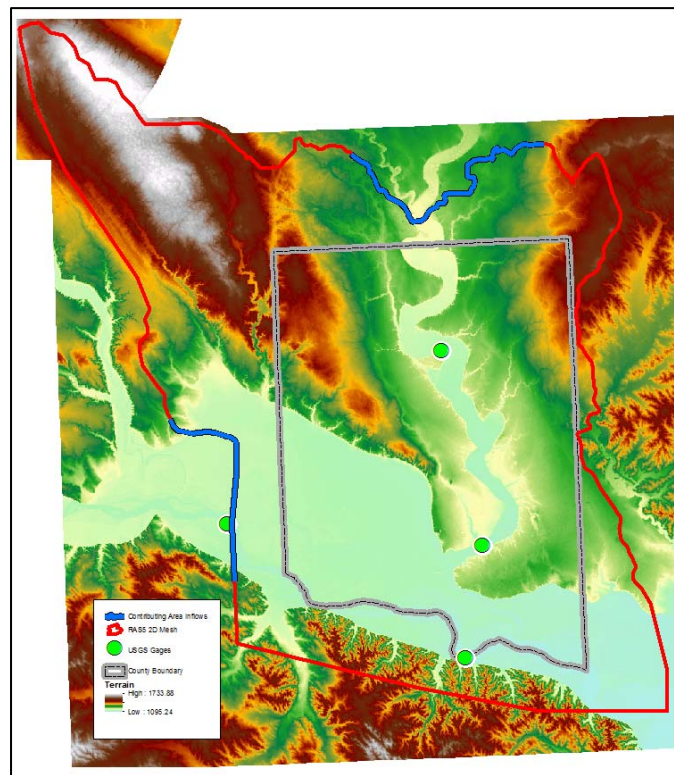 Contributing Area Inflows
RAS5 2D Mesh
USGS Gages
County Boundary
Terrain
High : 1733.88
Low : 1095.24